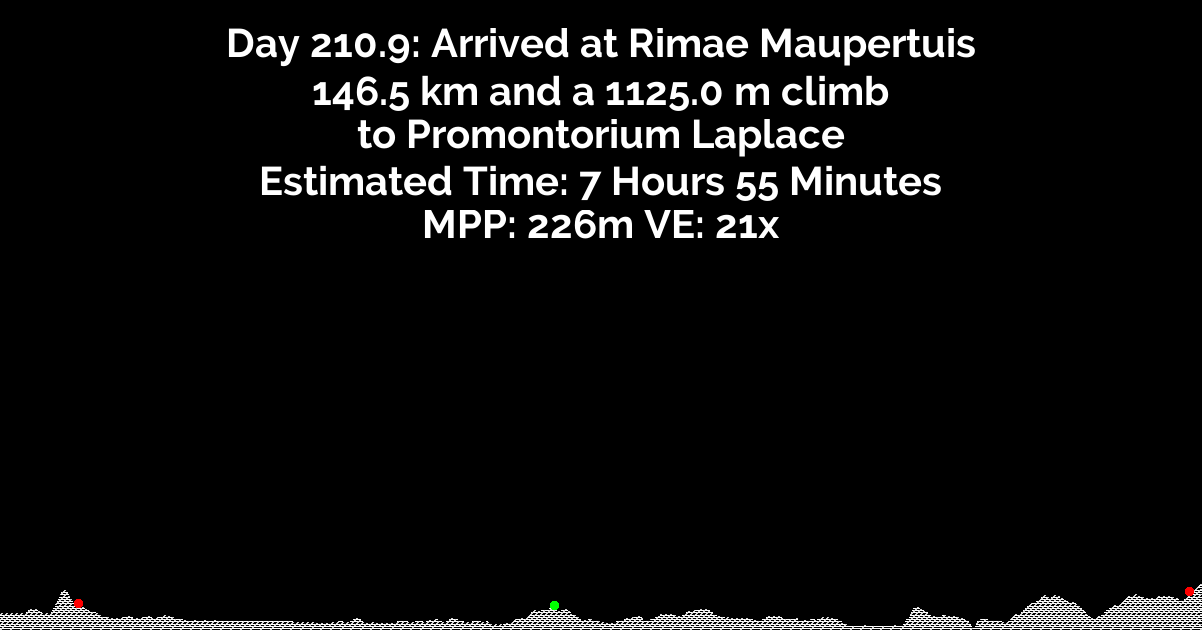 Day 210.9: Arrived at Rimae Maupertuis
146.5 km and a 1125.0 m climb
to Promontorium Laplace
Estimated Time: 7 Hours 55 Minutes
MPP: 226m VE: 21x